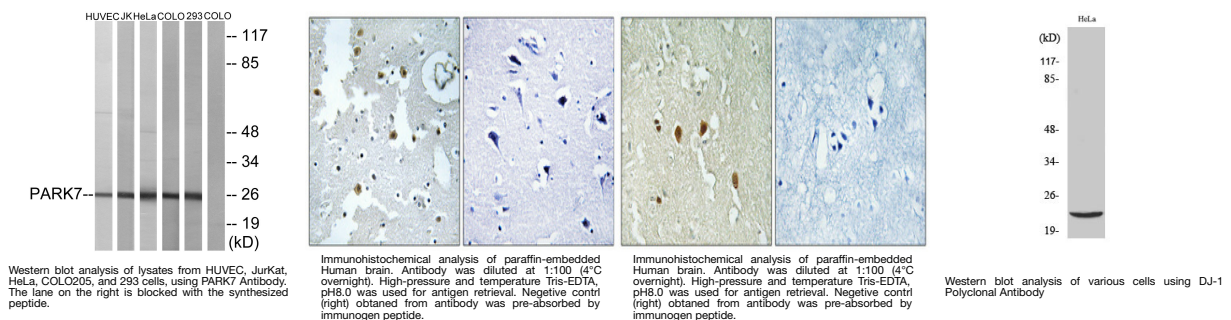 HUVEC JK HeLa COLO 293 COLO
-- 117
-- 85
-- 48
-- 34
PARK7-- -- 26
-- 19
(kD)
Western blot analysis of lysates from HUVEC, JurKat,
HeLa, COLO205, and 293 cells, using PARK7 Antibody.
The lane on the right is blocked with the synthesized
peptide.
Immunohistochemical analysis of paraffin-embedded
Human brain. Antibody was diluted at 1:100 (4°C
overnight). High-pressure and temperature Tris-EDTA,
pH8.0 was used for antigen retrieval. Negetive contrl
(right) obtaned from antibody was pre-absorbed by
immunogen peptide.
Immunohistochemical analysis of paraffin-embedded
Human brain. Antibody was diluted at 1:100 (4°C
overnight). High-pressure and temperature Tris-EDTA,
pH8.0 was used for antigen retrieval. Negetive contrl
(right) obtaned from antibody was pre-absorbed by
immunogen peptide.
HeLa
(kD)
117-
85-
48-
34-
26-
19-
Western blot analysis of various cells using DJ-1
Polyclonal Antibody